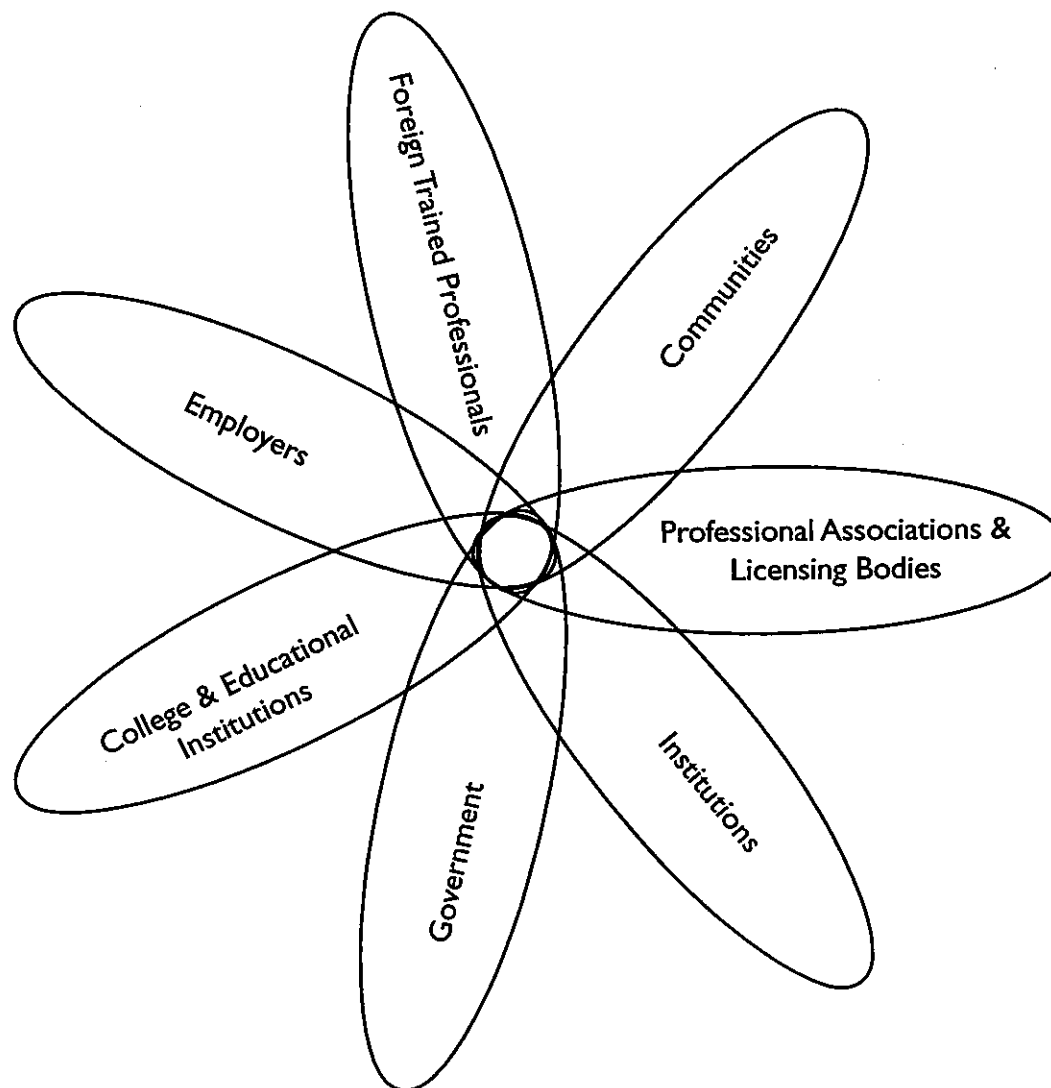 Foreign Trained Professionals
Communities
Employers
Professional Associations &
Licensing Bodies
College & Educational
Institutions
Institutions
Government